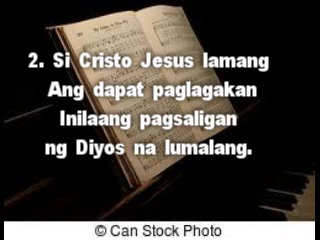 2. Si Cristo Jesus lamang
Ang dapat paglagakan
Inilaang pagsaligan
ng Diyos na lumalang.
© Can Stock Photo